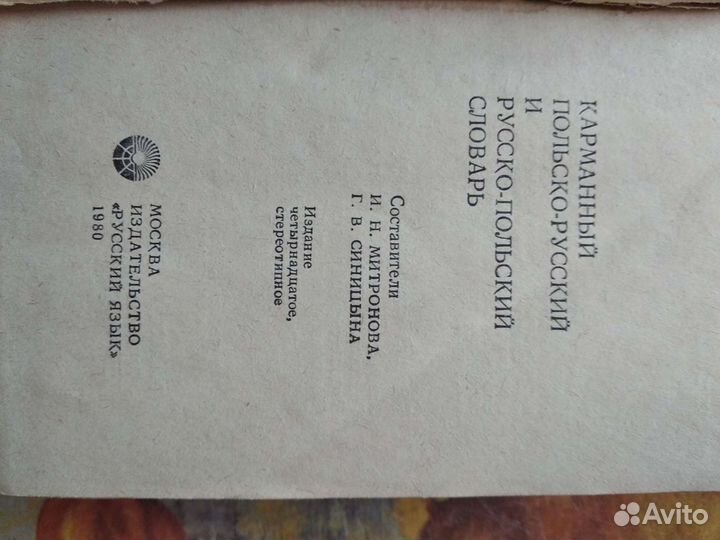 КАРМАННЫЙ
ПОЛЬСКО-РУССКИЙ
И
РУССКО-ПОЛЬСКИЙ
СЛОВАРЬ
Составители
И. Н. МИТРОНОВА,
Г. В. СИНИЦЫНА
Издание
четырнадцатое,
стереотипное
МОСКВА
ИЗДАТЕЛЬСТВО
«РУССКИЙ ЯЗЫК»
1980
Avito